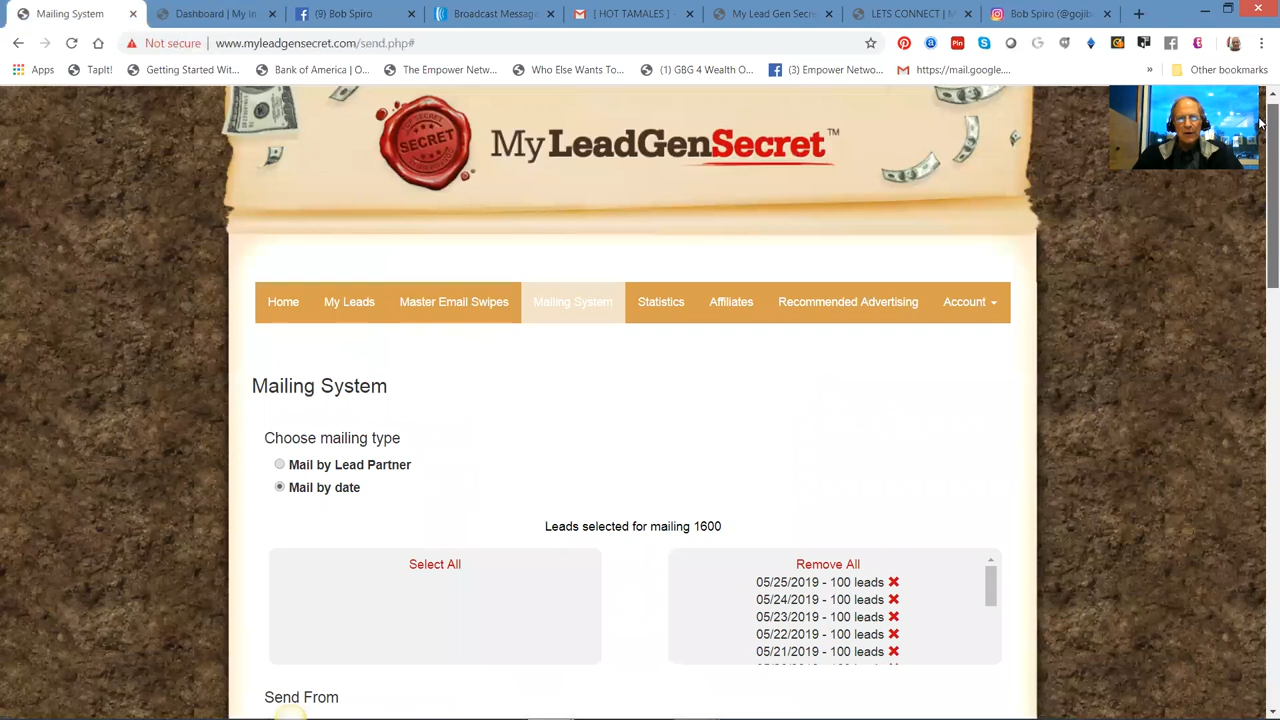 Mailing System
Dashboard | My In
(9) Bob Spiro
Broadcast Message
[ HOT TAMALES ]
My Lead Gen Secre
LETS CONNECT | M
Bob Spiro (@gojib
Not secure
www.myleadgensecret.com/send.php#
Apps
TapIt!
Getting Started Wit...
Bank of America | O...
The Empower Netw...
Who Else Wants To...
(1) GBG 4 Wealth O...
(3) Empower Netwo...
https://mail.google....
Other bookmarks
SECRET
MyLeadGenSecret™
Home
My Leads
Master Email Swipes
Mailing System
Statistics
Affiliates
Recommended Advertising
Account
Mailing System
Choose mailing type
Mail by Lead Partner
Mail by date
Leads selected for mailing 1600
Select All
Remove All
05/25/2019 - 100 leads
05/24/2019 - 100 leads
05/23/2019 - 100 leads
05/22/2019 - 100 leads
05/21/2019 - 100 leads
Send From